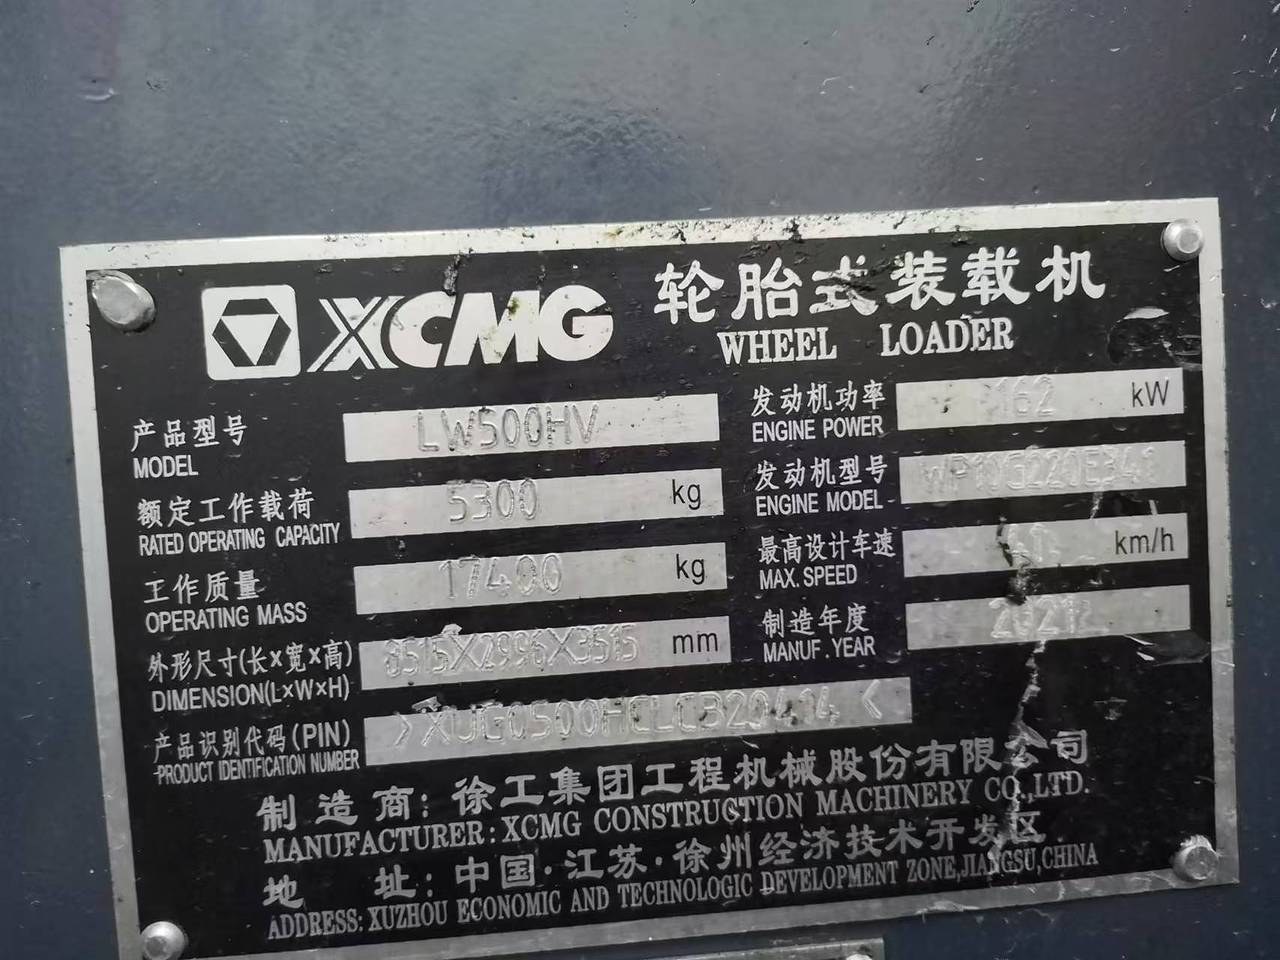 XCMG 轮胎式装载机
WHEEL LOADER
产品型号 LW500HV
MODEL
发动机功率 162 kW
ENGINE POWER
额定工作载荷 5300 kg
RATED OPERATING CAPACITY
发动机型号
ENGINE MODEL
工作质量 17400 kg
OPERATING MASS
最高设计车速 km/h
MAX. SPEED
外形尺寸(长×宽×高) 8515X2996X3515 mm
DIMENSION(L×W×H)
制造年度
MANUF.YEAR
产品识别代码(PIN)
PRODUCT IDENTIFICATION NUMBER
制造商:徐工集团工程机械股份有限公司
MANUFACTURER: XCMG CONSTRUCTION MACHINERY CO.,LTD.
地 址:中国·江苏·徐州经济技术开发区
ADDRESS: XUZHOU ECONOMIC AND TECHNOLOGIC DEVELOPMENT ZONE,JIANGSU,CHINA